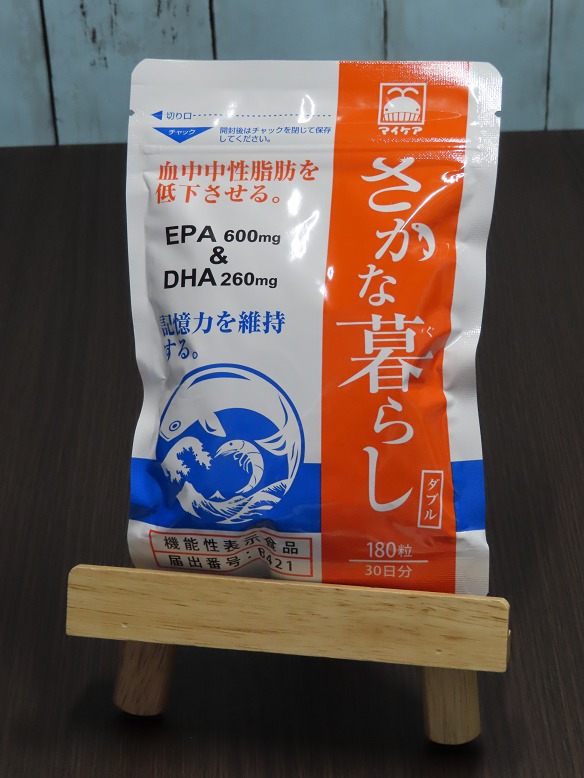 切り口
チャック
開封後はチャックを閉じて保存
してください。
マイケア
血中中性脂肪を
低下させる。
EPA 600mg
&
DHA 260mg
記憶力を維持
する。
さかな暮らし
ぐ
ダブル
180粒
30日分
機能性表示食品
届出番号:B421